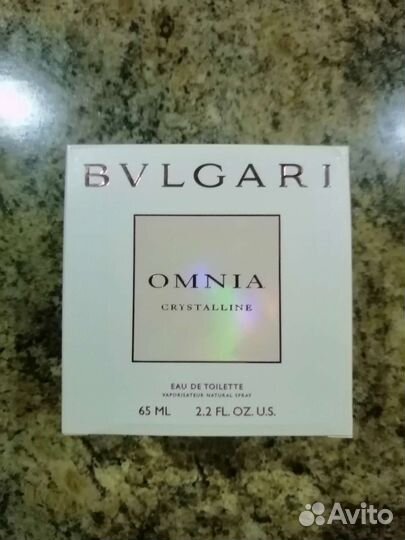 BVLGARI
OMNIA
CRYSTALLINE
EAU DE TOILETTE
VAPORISATEUR NATURAL SPRAY
65 ML 2.2 FL. OZ. U.S.
Avito